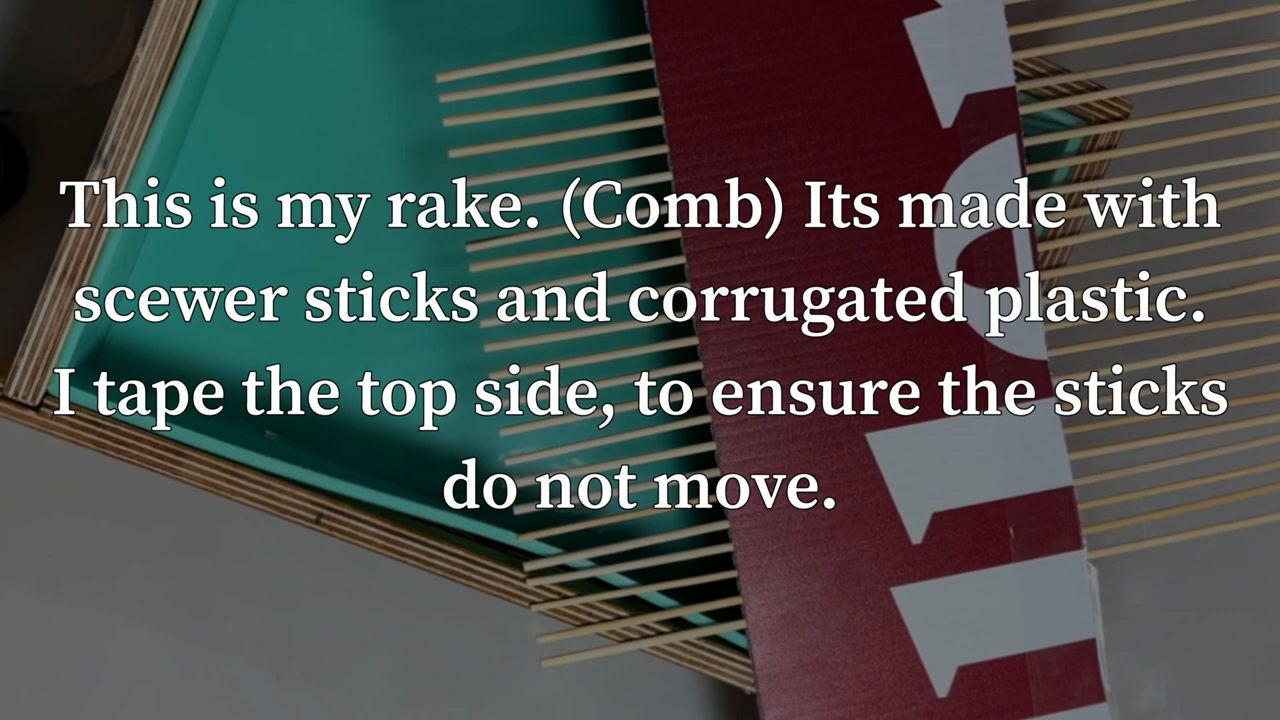 This is my rake. (Comb) Its made with
scewer sticks and corrugated plastic.
I tape the top side, to ensure the sticks
do not move.